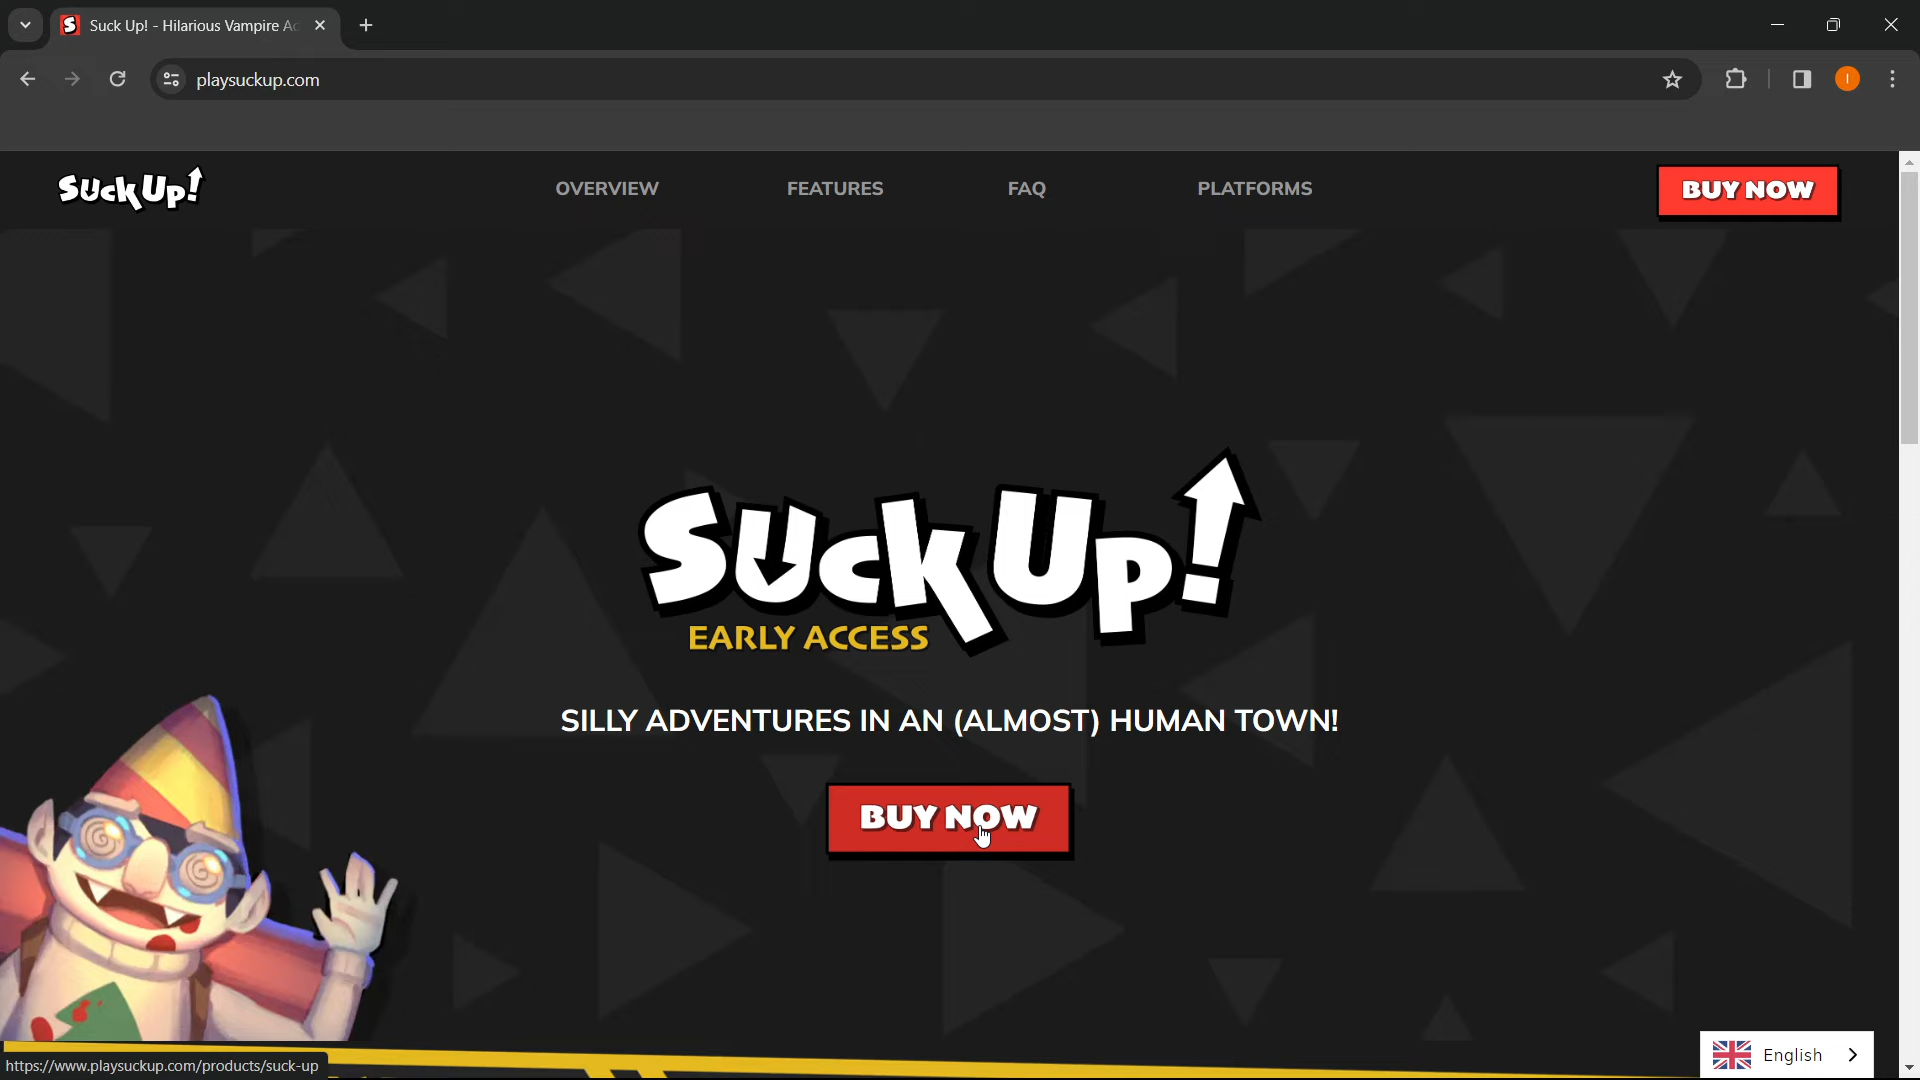 Suck Up! - Hilarious Vampire Ad
playsuckup.com
I
Suck Up!
OVERVIEW
FEATURES
FAQ
PLATFORMS
BUY NOW
Suck Up!
EARLY ACCESS
SILLY ADVENTURES IN AN (ALMOST) HUMAN TOWN!
BUY NOW
English
https://www.playsuckup.com/products/suck-up